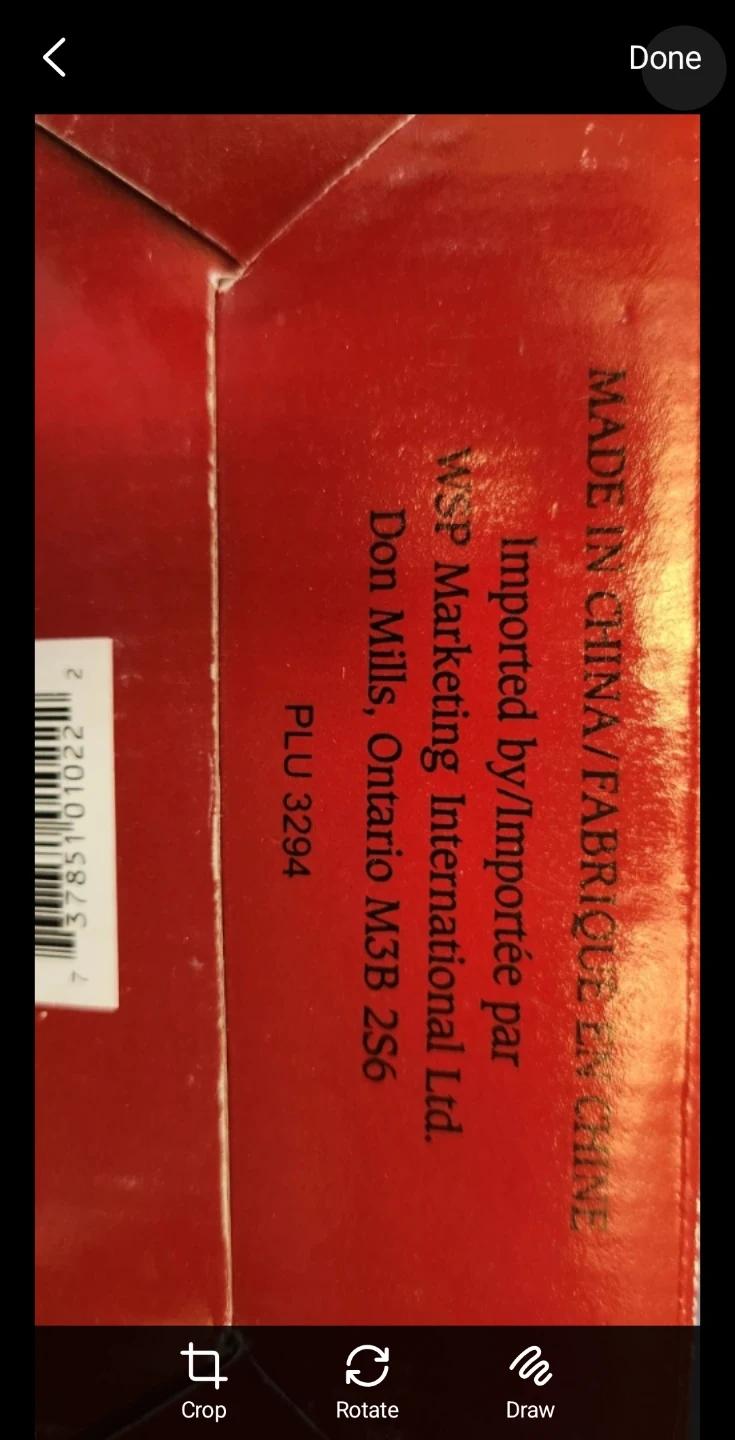 Done
MADE IN CHINA/FABRIQUE EN CHINE
Imported by/Importée par
WSP Marketing International Ltd.
Don Mills, Ontario M3B 2S6
PLU 3294
7 37851 01022 2
Crop
Rotate
Draw